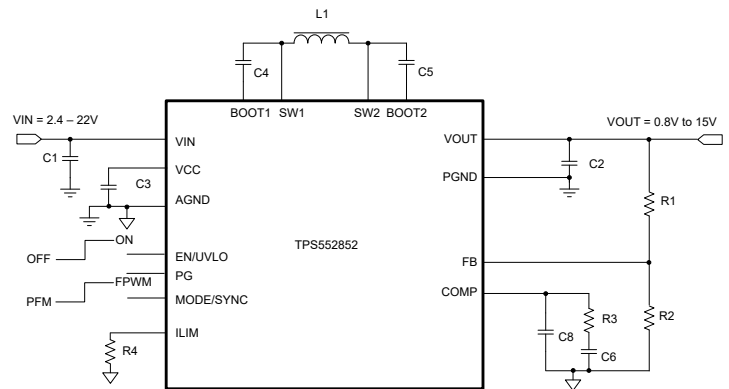 L1
C4
C5
BOOT1 SW1 SW2 BOOT2
VIN = 2.4 – 22V
VOUT = 0.8V to 15V
VIN
VOUT
C1
C2
VCC
C3
PGND
AGND
R1
ON
TPS552852
OFF
EN/UVLO
FB
FPWM
PG
PFM
MODE/SYNC
COMP
R3
R2
C8
ILIM
R4
C6